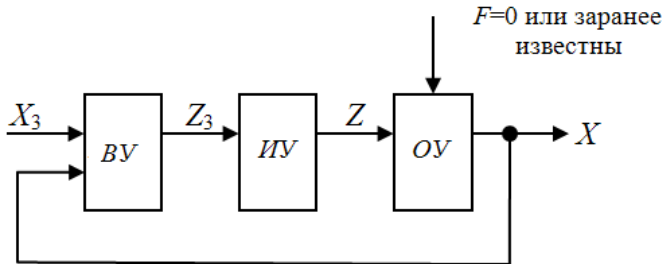 F=0 или заранее
известны
X₃ ВУ Z₃ ИУ Z ОУ X